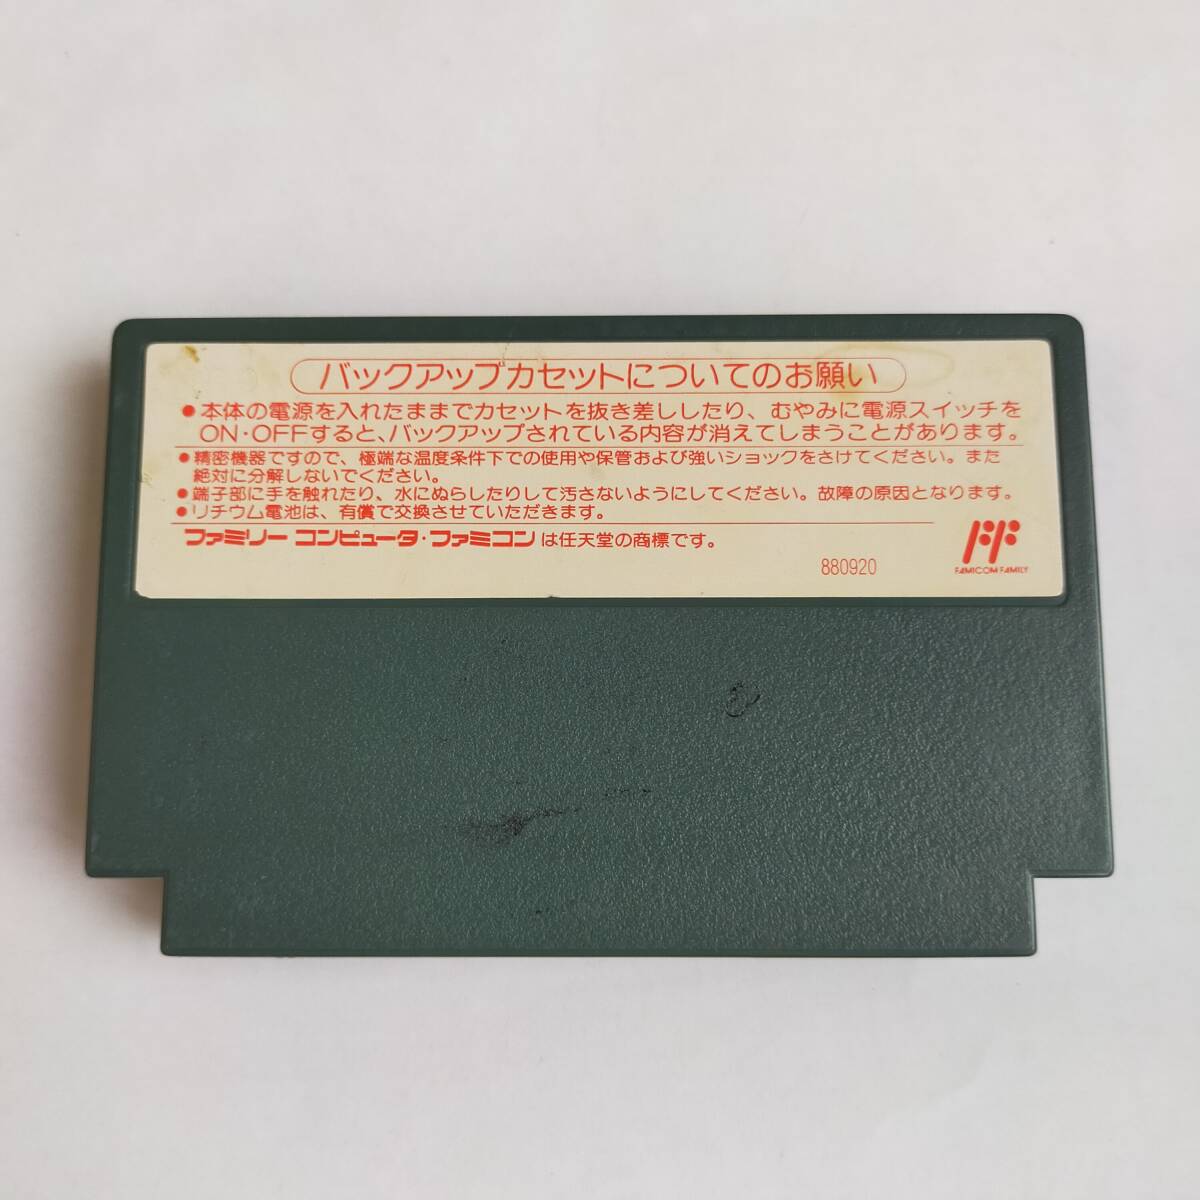 バックアップカセットについてのお願い
●本体の電源を入れたままでカセットを抜き差ししたり、むやみに電源スイッチを
ON・OFFすると、バックアップされている内容が消えてしまうことがあります。
●精密機器ですので、極端な温度条件下での使用や保管および強いショックをさけてください。また
絶対に分解しないでください。
●端子部に手を触れたり、水にぬらしたりして汚さないようにしてください。故障の原因となります。
●リチウム電池は、有償で交換させていただきます。
ファミリー コンピュータ・ファミコンは任天堂の商標です。
880920
FAMICOM FAMILY